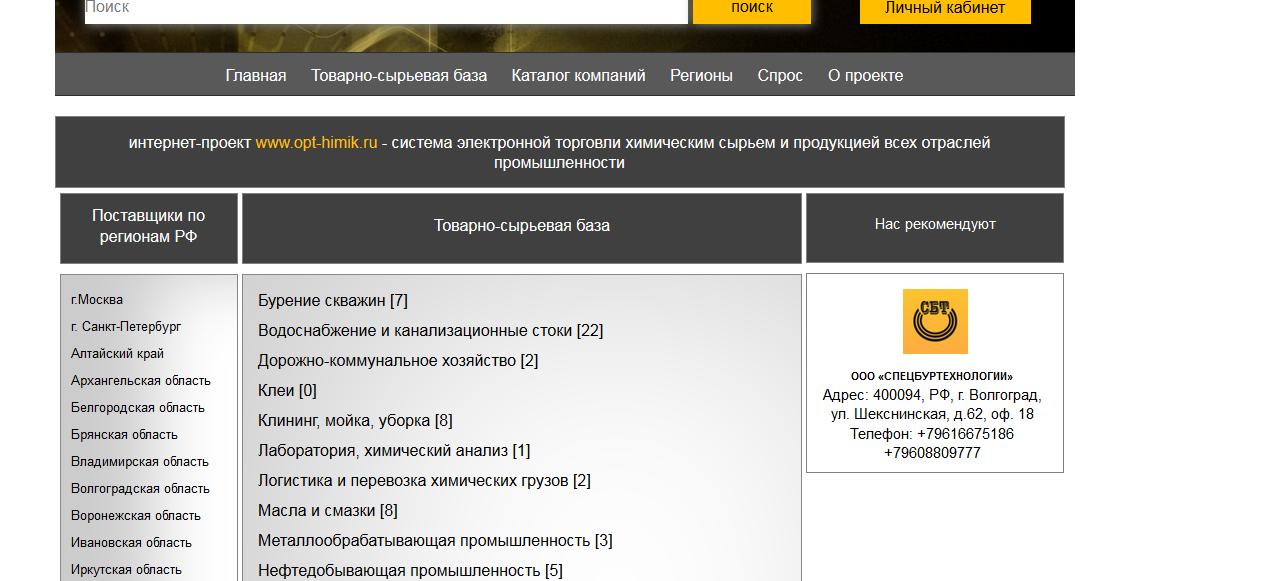 Поиск
поиск
Личный кабинет
Главная Товарно-сырьевая база Каталог компаний Регионы Спрос О проекте
интернет-проект www.opt-himik.ru - система электронной торговли химическим сырьем и продукцией всех отраслей
промышленности
Поставщики по
регионам РФ
г.Москва
г. Санкт-Петербург
Алтайский край
Архангельская область
Белгородская область
Брянская область
Владимирская область
Волгоградская область
Воронежская область
Ивановская область
Иркутская область
Товарно-сырьевая база
Бурение скважин [7]
Водоснабжение и канализационные стоки [22]
Дорожно-коммунальное хозяйство [2]
Клеи [0]
Клининг, мойка, уборка [8]
Лаборатория, химический анализ [1]
Логистика и перевозка химических грузов [2]
Масла и смазки [8]
Металлообрабатывающая промышленность [3]
Нефтедобывающая промышленность [5]
Нас рекомендуют
СБТ
ООО «СПЕЦБУРТЕХНОЛОГИИ»
Адрес: 400094, РФ, г. Волгоград,
ул. Шекснинская, д.62, оф. 18
Телефон: +79616675186
+79608809777